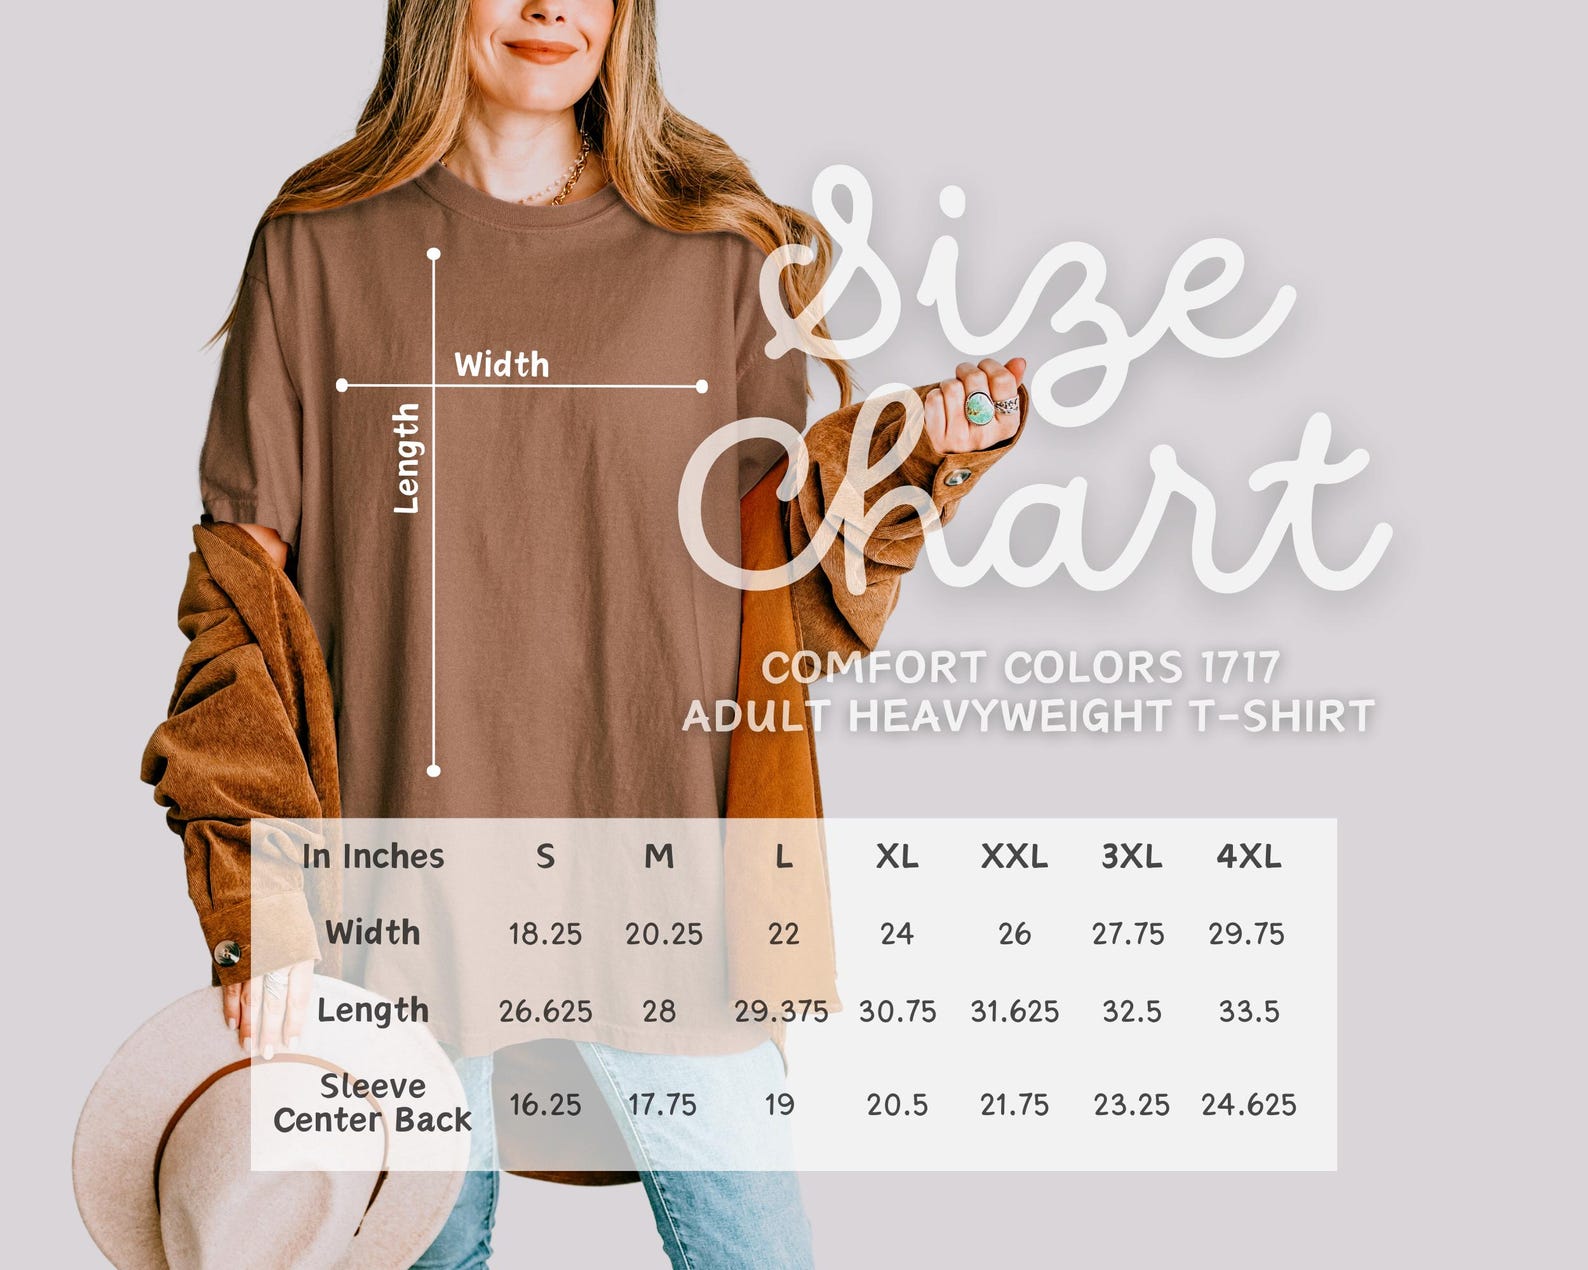 Size
Chart
Width
Length
COMFORT COLORS 1717
ADULT HEAVYWEIGHT T-SHIRT
In Inches S M L XL XXL 3XL 4XL
Width 18.25 20.25 22 24 26 27.75 29.75
Length 26.625 28 29.375 30.75 31.625 32.5 33.5
Sleeve
Center Back 16.25 17.75 19 20.5 21.75 23.25 24.625